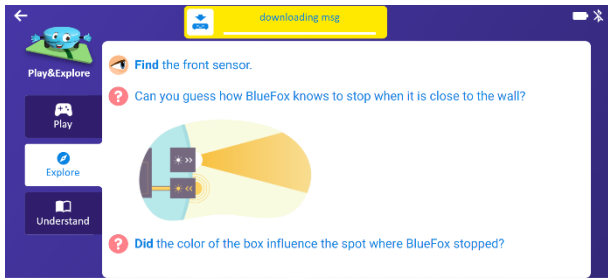 downloading msg
Play&Explore
Find the front sensor.
Can you guess how BlueFox knows to stop when it is close to the wall?
Play
Explore
Understand
Did the color of the box influence the spot where BlueFox stopped?